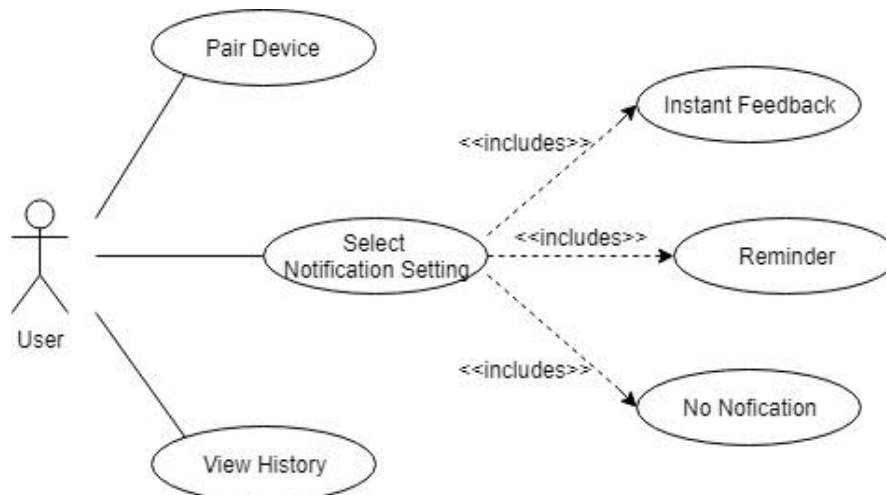 Pair Device
Instant Feedback
<<includes>>
Select
Notification Setting
<<includes>>
Reminder
User
<<includes>>
No Nofication
View History